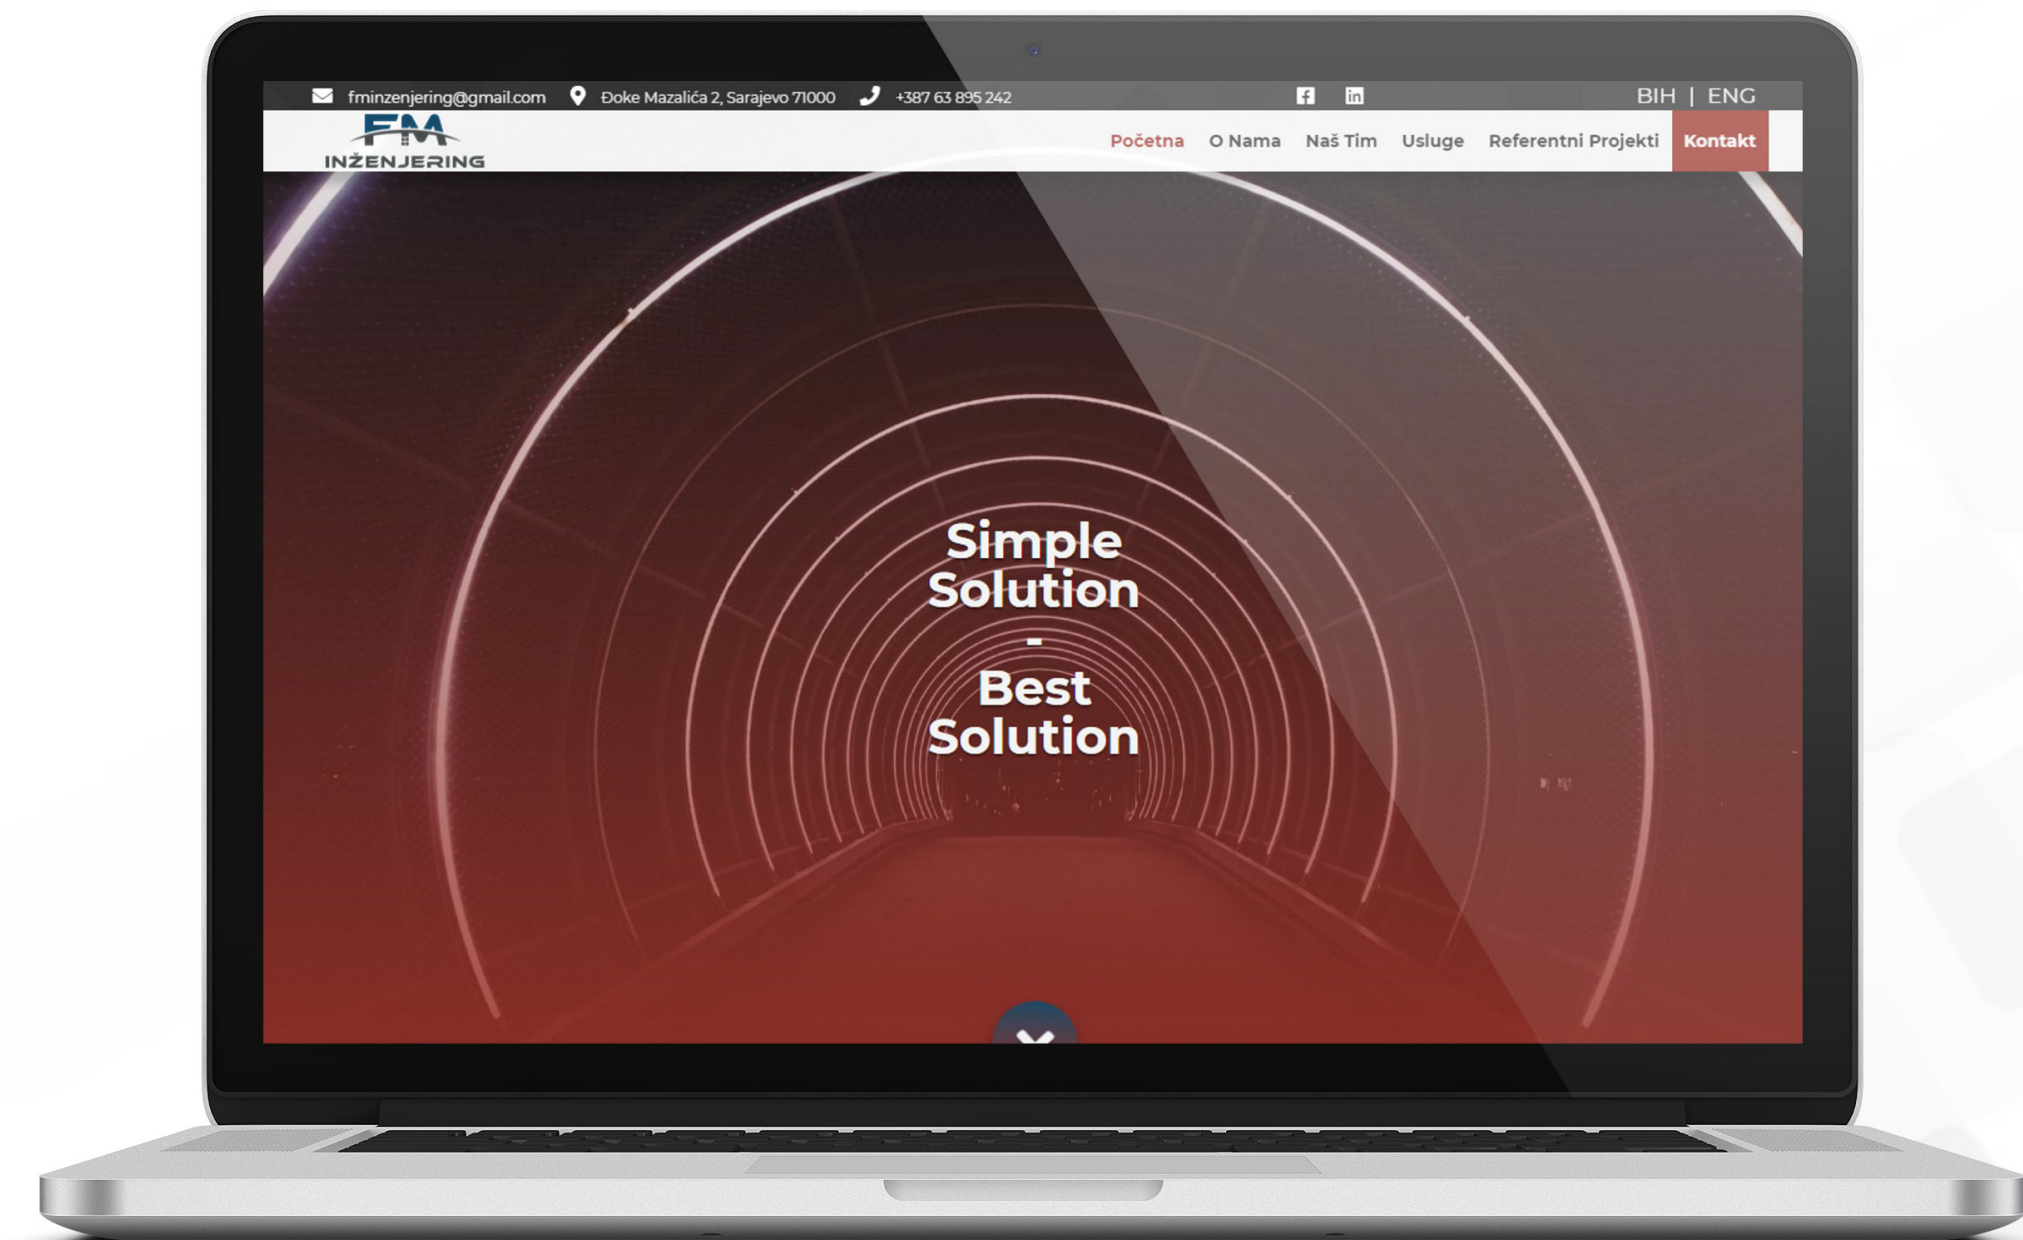 fminzenjering@gmail.com Đoke Mazalića 2, Sarajevo 71000 +387 63 895 242 BIH | ENG
FM
INŽENJERING
Početna O Nama Naš Tim Usluge Referentni Projekti Kontakt
Simple
Solution
-
Best
Solution